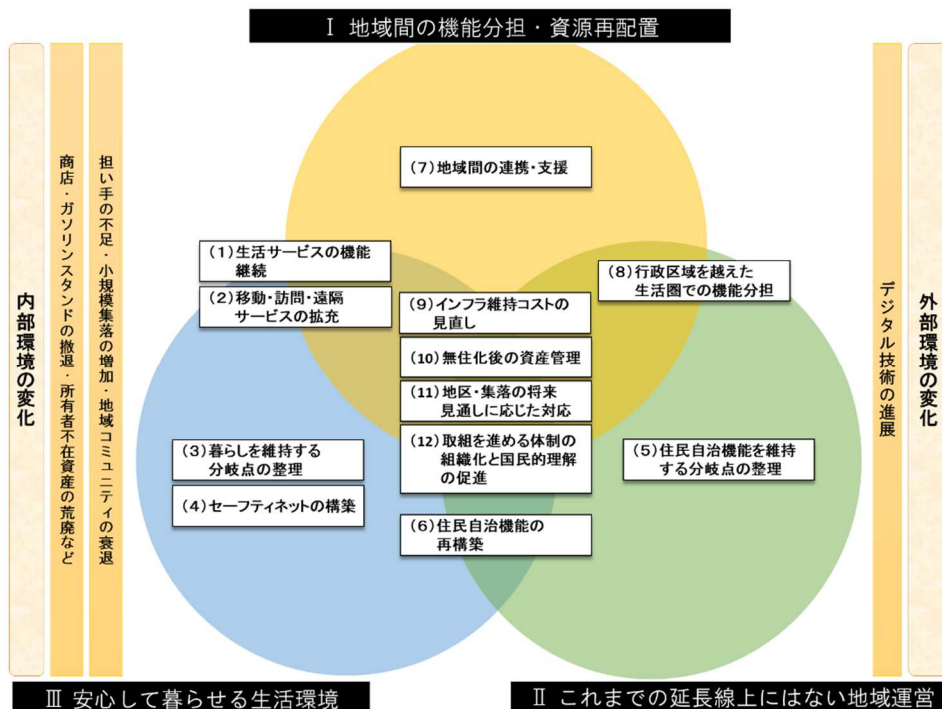 Ⅰ 地域間の機能分担・資源再配置
内部環境の変化
商店・ガソリンスタンドの撤退・所有者不在資産の荒廃など
担い手の不足・小規模集落の増加・地域コミュニティの衰退
(7)地域間の連携・支援
(1)生活サービスの機能
継続
(2)移動・訪問・遠隔
サービスの拡充
(8)行政区域を越えた
生活圏での機能分担
(9)インフラ維持コストの
見直し
(10)無住化後の資産管理
(11)地区・集落の将来
見通しに応じた対応
(12)取組を進める体制の
組織化と国民的理解
の促進
(3)暮らしを維持する
分岐点の整理
(4)セーフティネットの構築
(5)住民自治機能を維持
する分岐点の整理
(6)住民自治機能の
再構築
デジタル技術の進展
外部環境の変化
Ⅲ 安心して暮らせる生活環境
Ⅱ これまでの延長線上にはない地域運営